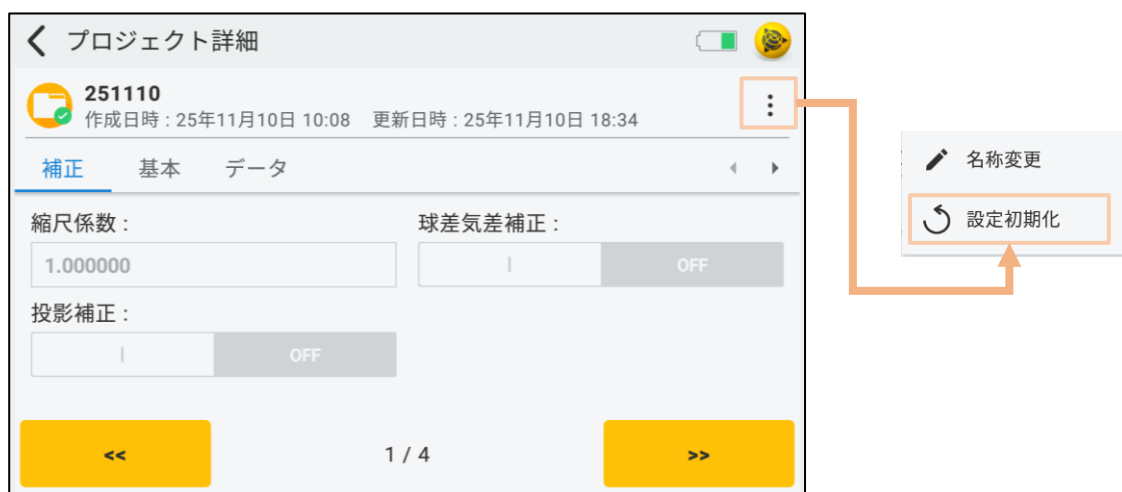 プロジェクト詳細
251110
作成日時 : 25年11月10日 10:08 更新日時 : 25年11月10日 18:34
補正 基本 データ
縮尺係数 : 球差気差補正 :
1.000000 | OFF
投影補正 :
| OFF
<< 1 / 4 >>
名称変更
設定初期化